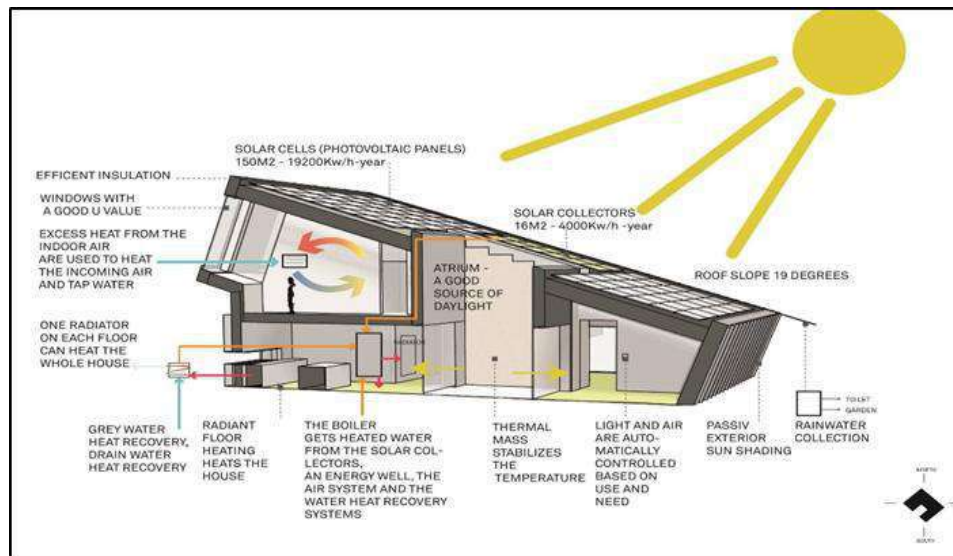 SOLAR CELLS (PHOTOVOLTAIC PANELS)
150M2 - 19200Kw/h-year
EFFICENT INSULATION
WINDOWS WITH
A GOOD U VALUE
EXCESS HEAT FROM THE
INDOOR AIR
ARE USED TO HEAT
THE INCOMING AIR
AND TAP WATER
SOLAR COLLECTORS
16M2 - 4000Kw/h -year
ROOF SLOPE 19 DEGREES
ATRIUM -
A GOOD
SOURCE OF
DAYLIGHT
ONE RADIATOR
ON EACH FLOOR
CAN HEAT THE
WHOLE HOUSE
RADIATOR
GREY WATER
HEAT RECOVERY,
DRAIN WATER
HEAT RECOVERY
RADIANT
FLOOR
HEATING
HEATS THE
HOUSE
THE BOILER
GETS HEATED WATER
FROM THE SOLAR COL-
LECTORS,
AN ENERGY WELL, THE
AIR SYSTEM AND THE
WATER HEAT RECOVERY
SYSTEMS
THERMAL
MASS
STABILIZES
THE
TEMPERATURE
LIGHT AND AIR
ARE AUTO-
MATICALLY
CONTROLLED
BASED ON
USE AND
NEED
PASSIV
EXTERIOR
SUN SHADING
TOILET
GARDEN
RAINWATER
COLLECTION
NORTH
SOUTH